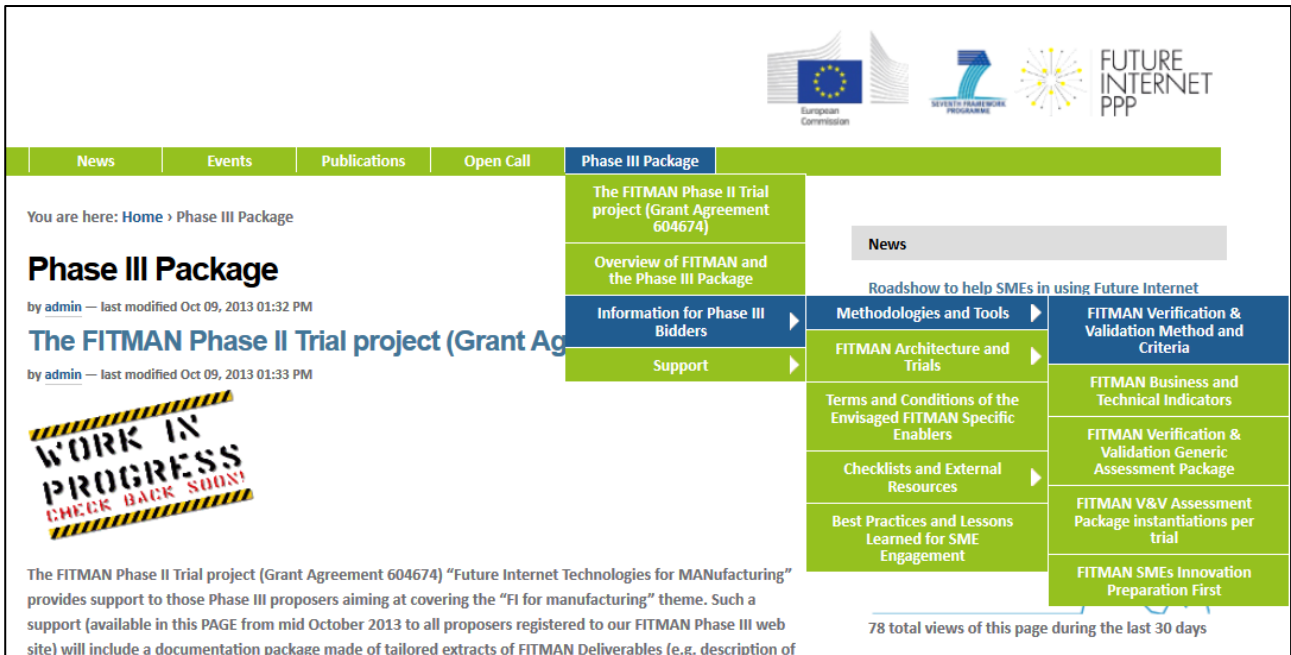 European
Commission
SEVENTH FRAMEWORK
PROGRAMME
FUTURE
INTERNET
PPP
News
Events
Publications
Open Call
Phase III Package
The FITMAN Phase II Trial
project (Grant Agreement
604674)
Overview of FITMAN and
the Phase III Package
Information for Phase III
Bidders
Support
Methodologies and Tools
FITMAN Architecture and
Trials
Terms and Conditions of the
Envisaged FITMAN Specific
Enablers
Checklists and External
Resources
Best Practices and Lessons
Learned for SME
Engagement
FITMAN Verification &
Validation Method and
Criteria
FITMAN Business and
Technical Indicators
FITMAN Verification &
Validation Generic
Assessment Package
FITMAN V&V Assessment
Package instantiations per
trial
FITMAN SMEs Innovation
Preparation First
You are here: Home › Phase III Package
Phase III Package
by admin — last modified Oct 09, 2013 01:32 PM
The FITMAN Phase II Trial project (Grant Ag
by admin — last modified Oct 09, 2013 01:33 PM
WORK IN
PROGRESS
CHECK BACK SOON!
The FITMAN Phase II Trial project (Grant Agreement 604674) “Future Internet Technologies for MANufacturing”
provides support to those Phase III proposers aiming at covering the “FI for manufacturing” theme. Such a
support (available in this PAGE from mid October 2013 to all proposers registered to our FITMAN Phase III web
site) will include a documentation package made of tailored extracts of FITMAN Deliverables (e.g. description of
News
Roadshow to help SMEs in using Future Internet
78 total views of this page during the last 30 days